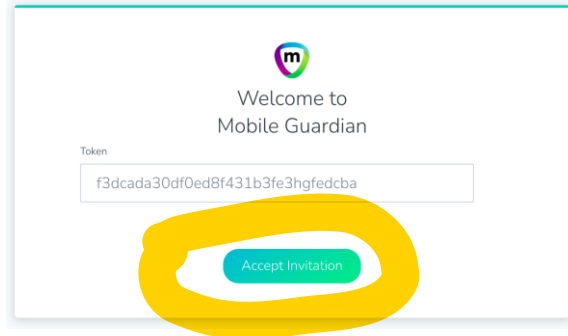 m
Welcome to
Mobile Guardian
Token
f3dcada30df0ed8f431b3fe3hgfedcba
Accept Invitation